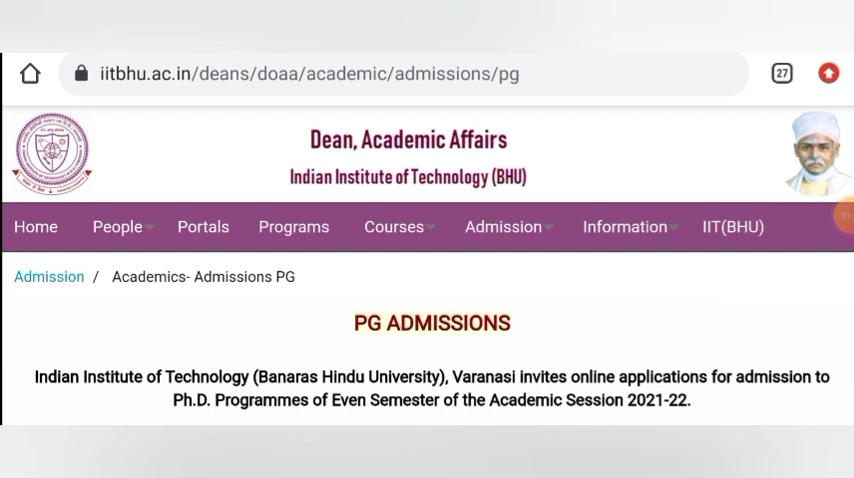 iitbhu.ac.in/deans/doaa/academic/admissions/pg
27
Dean, Academic Affairs
Indian Institute of Technology (BHU)
Home People Portals Programs Courses Admission Information IIT(BHU)
Admission / Academics- Admissions PG
PG ADMISSIONS
Indian Institute of Technology (Banaras Hindu University), Varanasi invites online applications for admission to
Ph.D. Programmes of Even Semester of the Academic Session 2021-22.